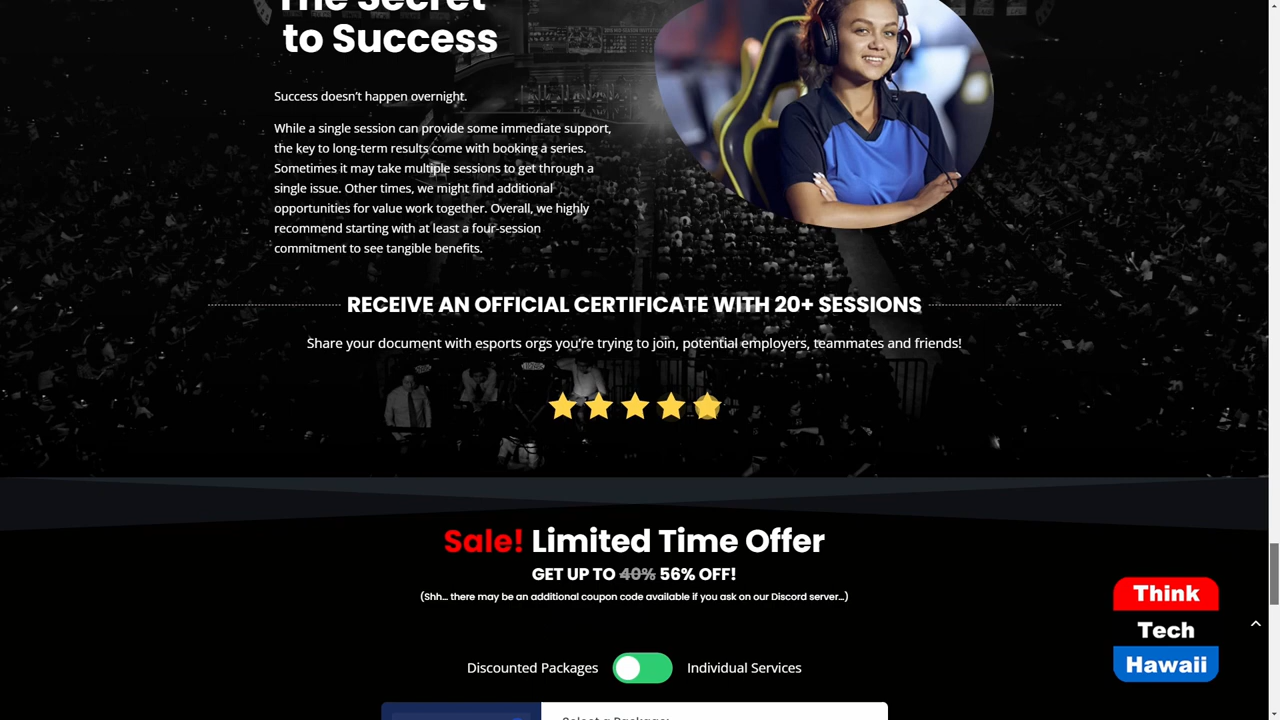 The Secret
to Success
Success doesn’t happen overnight.
While a single session can provide some immediate support,
the key to long-term results come with booking a series.
Sometimes it may take multiple sessions to get through a
single issue. Other times, we might find additional
opportunities for value work together. Overall, we highly
recommend starting with at least a four-session
commitment to see tangible benefits.
RECEIVE AN OFFICIAL CERTIFICATE WITH 20+ SESSIONS
Share your document with esports orgs you’re trying to join, potential employers, teammates and friends!
Sale! Limited Time Offer
GET UP TO 40% 56% OFF!
(Shh... there may be an additional coupon code available if you ask on our Discord server...)
Discounted Packages
Individual Services
Think
Tech
Hawaii